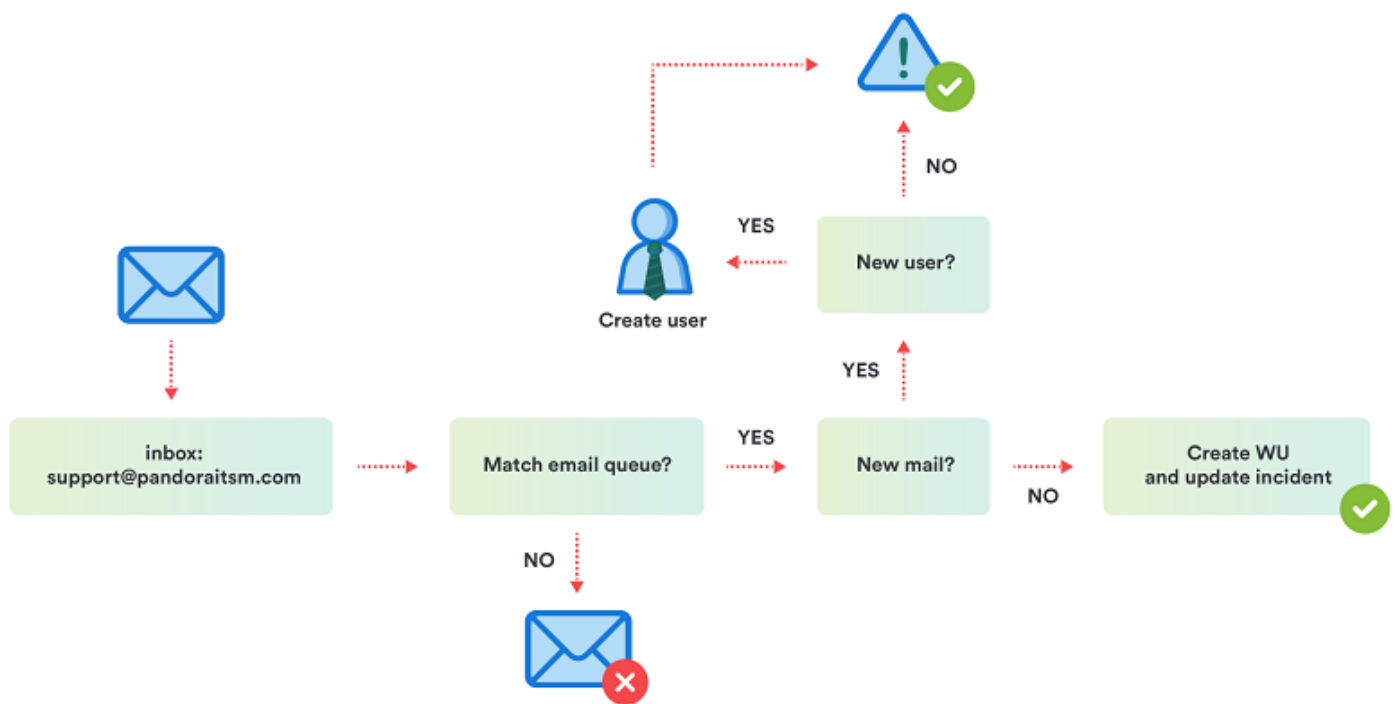 NO
YES
New user?
Create user
YES
inbox:
support@pandoraitsm.com
Match email queue?
YES
New mail?
NO
Create WU
and update incident
NO